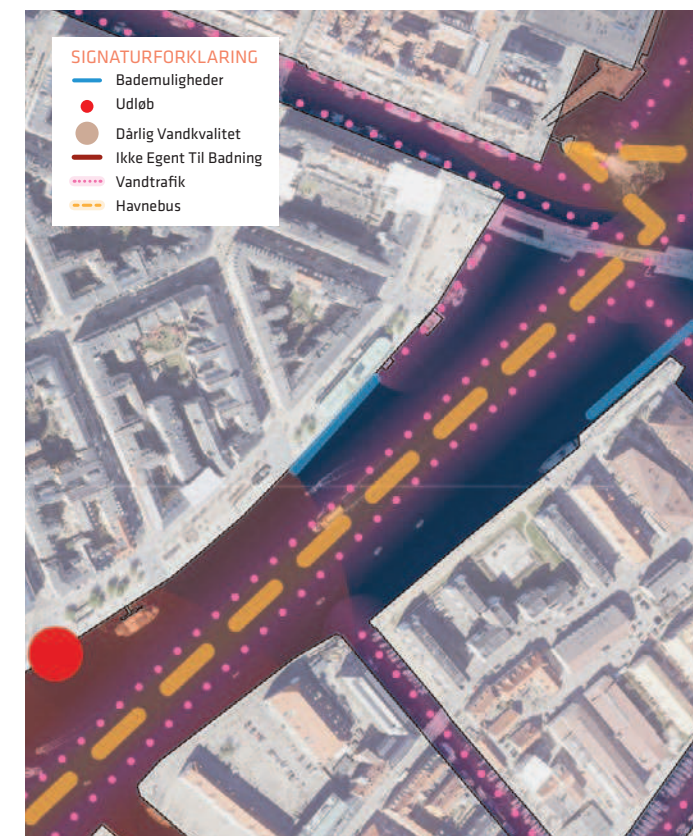 SIGNATURFORKLARING
Bademuligheder
Udløb
Dårlig Vandkvalitet
Ikke Egent Til Badning
Vandtrafik
Havnebus